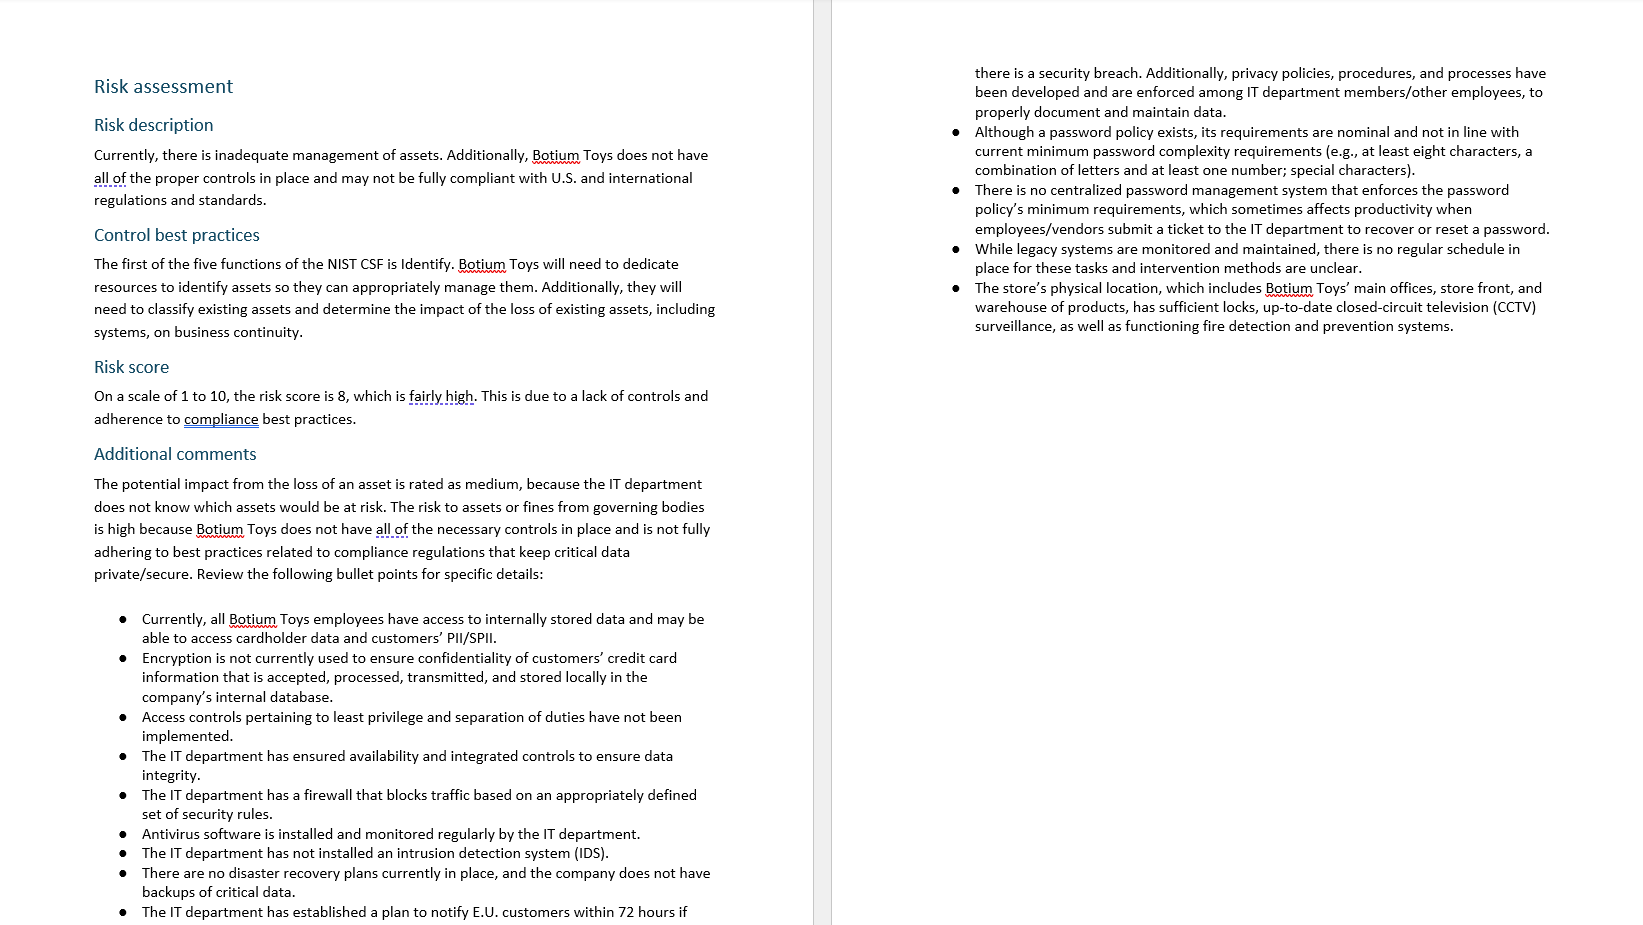 Risk assessment
Risk description
Currently, there is inadequate management of assets. Additionally, Botium Toys does not have
all of the proper controls in place and may not be fully compliant with U.S. and international
regulations and standards.
Control best practices
The first of the five functions of the NIST CSF is Identify. Botium Toys will need to dedicate
resources to identify assets so they can appropriately manage them. Additionally, they will
need to classify existing assets and determine the impact of the loss of existing assets, including
systems, on business continuity.
Risk score
On a scale of 1 to 10, the risk score is 8, which is fairly high. This is due to a lack of controls and
adherence to compliance best practices.
Additional comments
The potential impact from the loss of an asset is rated as medium, because the IT department
does not know which assets would be at risk. The risk to assets or fines from governing bodies
is high because Botium Toys does not have all of the necessary controls in place and is not fully
adhering to best practices related to compliance regulations that keep critical data
private/secure. Review the following bullet points for specific details:
● Currently, all Botium Toys employees have access to internally stored data and may be
able to access cardholder data and customers’ PII/SPII.
● Encryption is not currently used to ensure confidentiality of customers’ credit card
information that is accepted, processed, transmitted, and stored locally in the
company’s internal database.
● Access controls pertaining to least privilege and separation of duties have not been
implemented.
● The IT department has ensured availability and integrated controls to ensure data
integrity.
● The IT department has a firewall that blocks traffic based on an appropriately defined
set of security rules.
● Antivirus software is installed and monitored regularly by the IT department.
● The IT department has not installed an intrusion detection system (IDS).
● There are no disaster recovery plans currently in place, and the company does not have
backups of critical data.
● The IT department has established a plan to notify E.U. customers within 72 hours if
there is a security breach. Additionally, privacy policies, procedures, and processes have
been developed and are enforced among IT department members/other employees, to
properly document and maintain data.
● Although a password policy exists, its requirements are nominal and not in line with
current minimum password complexity requirements (e.g., at least eight characters, a
combination of letters and at least one number; special characters).
● There is no centralized password management system that enforces the password
policy’s minimum requirements, which sometimes affects productivity when
employees/vendors submit a ticket to the IT department to recover or reset a password.
● While legacy systems are monitored and maintained, there is no regular schedule in
place for these tasks and intervention methods are unclear.
● The store’s physical location, which includes Botium Toys’ main offices, store front, and
warehouse of products, has sufficient locks, up-to-date closed-circuit television (CCTV)
surveillance, as well as functioning fire detection and prevention systems.